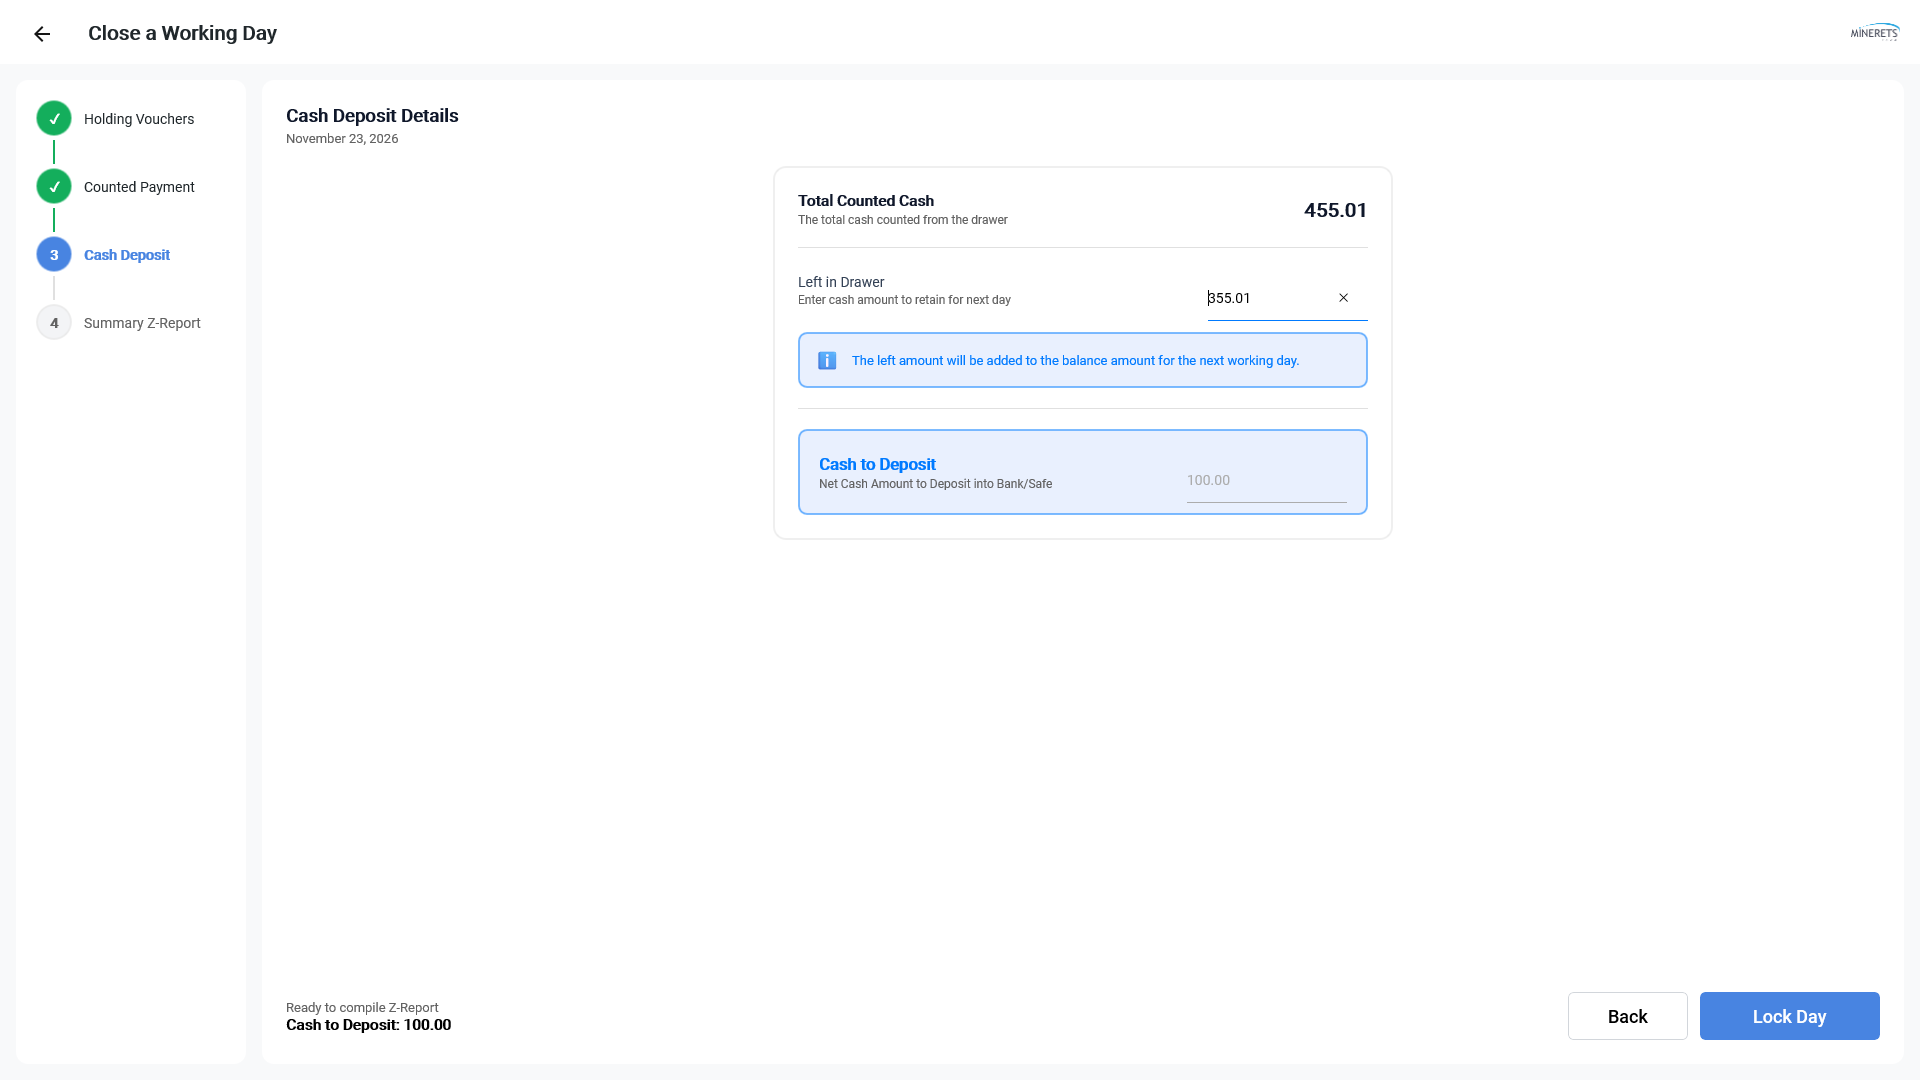 Close a Working Day
MINERETS
Holding Vouchers
Counted Payment
3
Cash Deposit
4
Summary Z-Report
Cash Deposit Details
November 23, 2026
Total Counted Cash
The total cash counted from the drawer
455.01
Left in Drawer
Enter cash amount to retain for next day
355.01
The left amount will be added to the balance amount for the next working day.
Cash to Deposit
Net Cash Amount to Deposit into Bank/Safe
100.00
Ready to compile Z-Report
Cash to Deposit: 100.00
Back
Lock Day